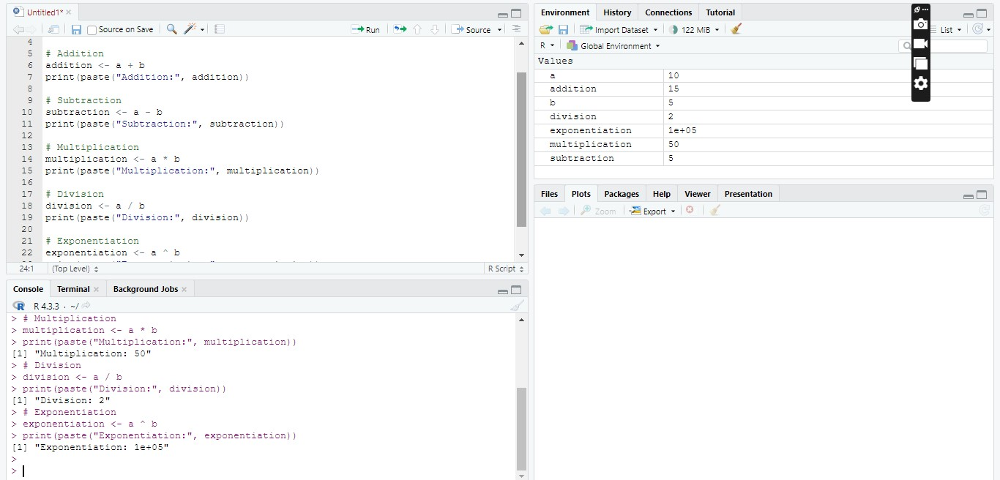 Untitled1*
Source on Save
Run
Source
4
5 # Addition
6 addition <- a + b
7 print(paste("Addition:", addition))
8
9 # Subtraction
10 subtraction <- a - b
11 print(paste("Subtraction:", subtraction))
12
13 # Multiplication
14 multiplication <- a * b
15 print(paste("Multiplication:", multiplication))
16
17 # Division
18 division <- a / b
19 print(paste("Division:", division))
20
21 # Exponentiation
22 exponentiation <- a ^ b
24:1 (Top Level) R Script
Console Terminal Background Jobs
R 4.3.3 · ~/
> # Multiplication
> multiplication <- a * b
> print(paste("Multiplication:", multiplication))
[1] "Multiplication: 50"
> # Division
> division <- a / b
> print(paste("Division:", division))
[1] "Division: 2"
> # Exponentiation
> exponentiation <- a ^ b
> print(paste("Exponentiation:", exponentiation))
[1] "Exponentiation: 1e+05"
>
>
Environment History Connections Tutorial
Import Dataset 122 MiB List
R Global Environment
Values
a 10
addition 15
b 5
division 2
exponentiation 1e+05
multiplication 50
subtraction 5
Files Plots Packages Help Viewer Presentation
Zoom Export